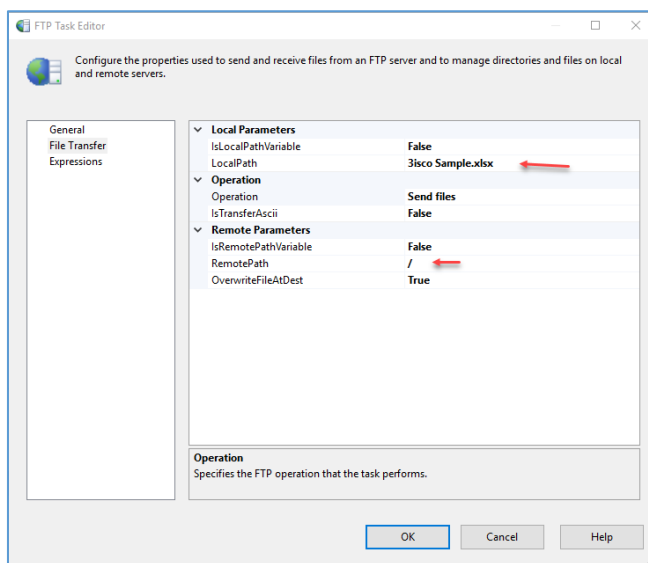 FTP Task Editor
Configure the properties used to send and receive files from an FTP server and to manage directories and files on local
and remote servers.
General
File Transfer
Expressions
Local Parameters
IsLocalPathVariable False
LocalPath 3isco Sample.xlsx
Operation
Operation Send files
IsTransferAscii False
Remote Parameters
IsRemotePathVariable False
RemotePath /
OverwriteFileAtDest True
Operation
Specifies the FTP operation that the task performs.
OK Cancel Help